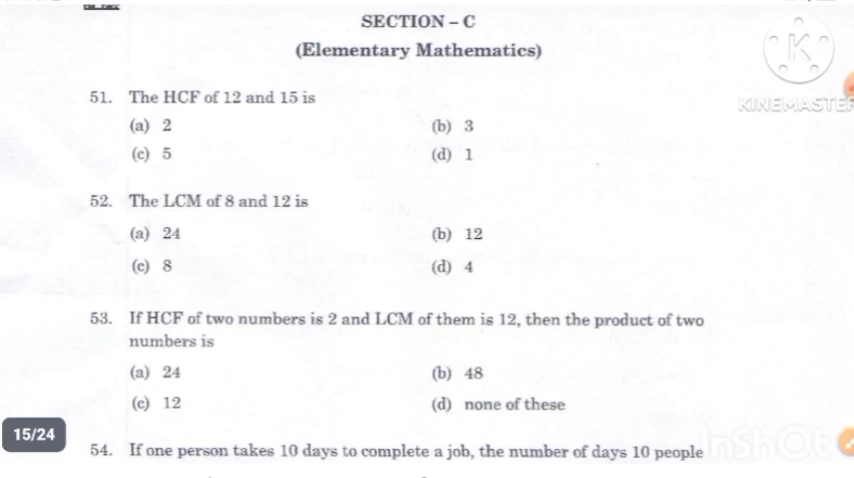 SECTION – C
(Elementary Mathematics)
K
KINEMASTER
51. The HCF of 12 and 15 is
(a) 2 (b) 3
(c) 5 (d) 1
52. The LCM of 8 and 12 is
(a) 24 (b) 12
(c) 8 (d) 4
53. If HCF of two numbers is 2 and LCM of them is 12, then the product of two
numbers is
(a) 24 (b) 48
(c) 12 (d) none of these
15/24
InShOt
54. If one person takes 10 days to complete a job, the number of days 10 people